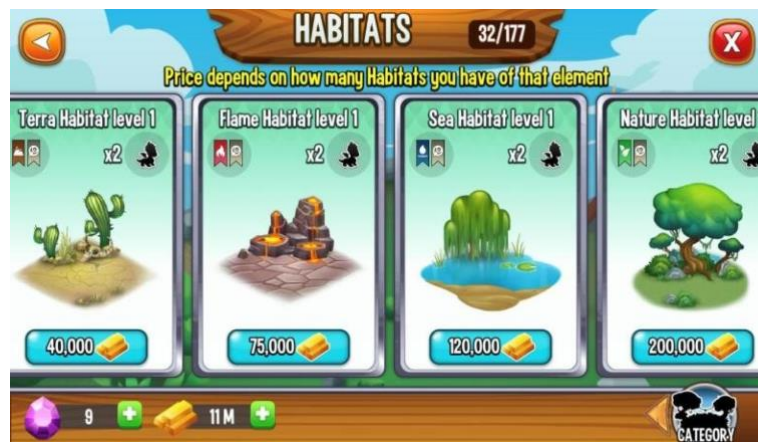 HABITATS
32/177
X
Price depends on how many Habitats you have of that element
Terra Habitat level 1
x2
40,000
Flame Habitat level 1
x2
75,000
Sea Habitat level 1
x2
120,000
Nature Habitat level
x2
200,000
9
11 M
CATEGORY